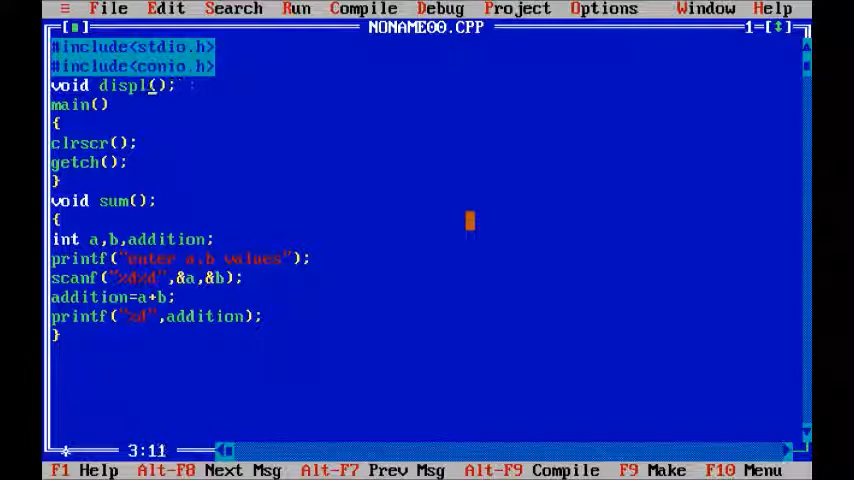 ≡ File Edit Search Run Compile Debug Project Options Window Help
[■] NONAME00.CPP 1=[↕]
#include<stdio.h>
#include<conio.h>
void displ();
main()
{
clrscr();
getch();
}
void sum();
{
int a,b,addition;
printf("enter a.b values");
scanf("%d%d",&a,&b);
addition=a+b;
printf("%d",addition);
}
3:11
F1 Help Alt-F8 Next Msg Alt-F7 Prev Msg Alt-F9 Compile F9 Make F10 Menu